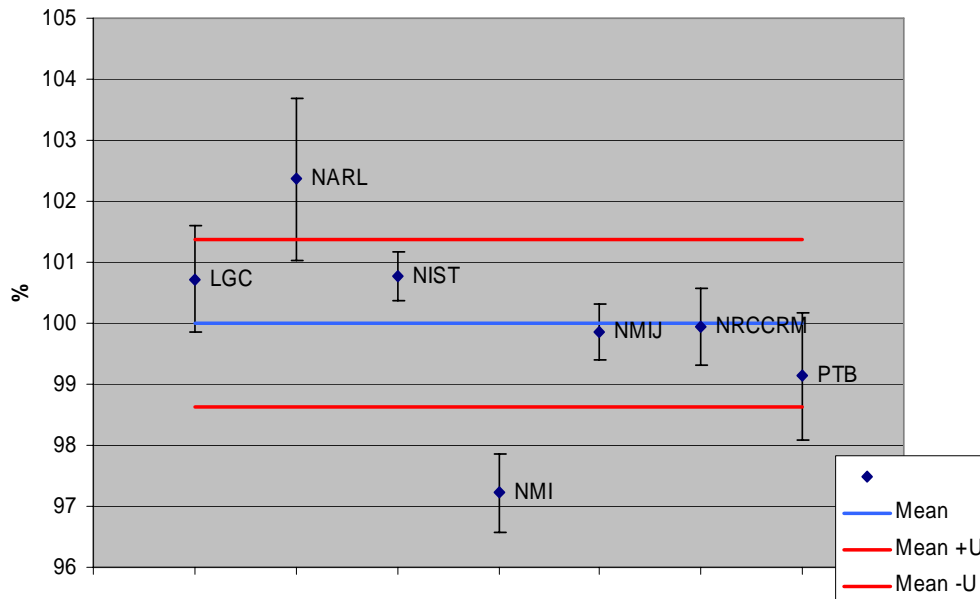 105
104
103
102
101
100
99
98
97
96
%
NARL
LGC
NIST
NMIJ
NRCCRM
PTB
NMI
Mean
Mean +U
Mean -U